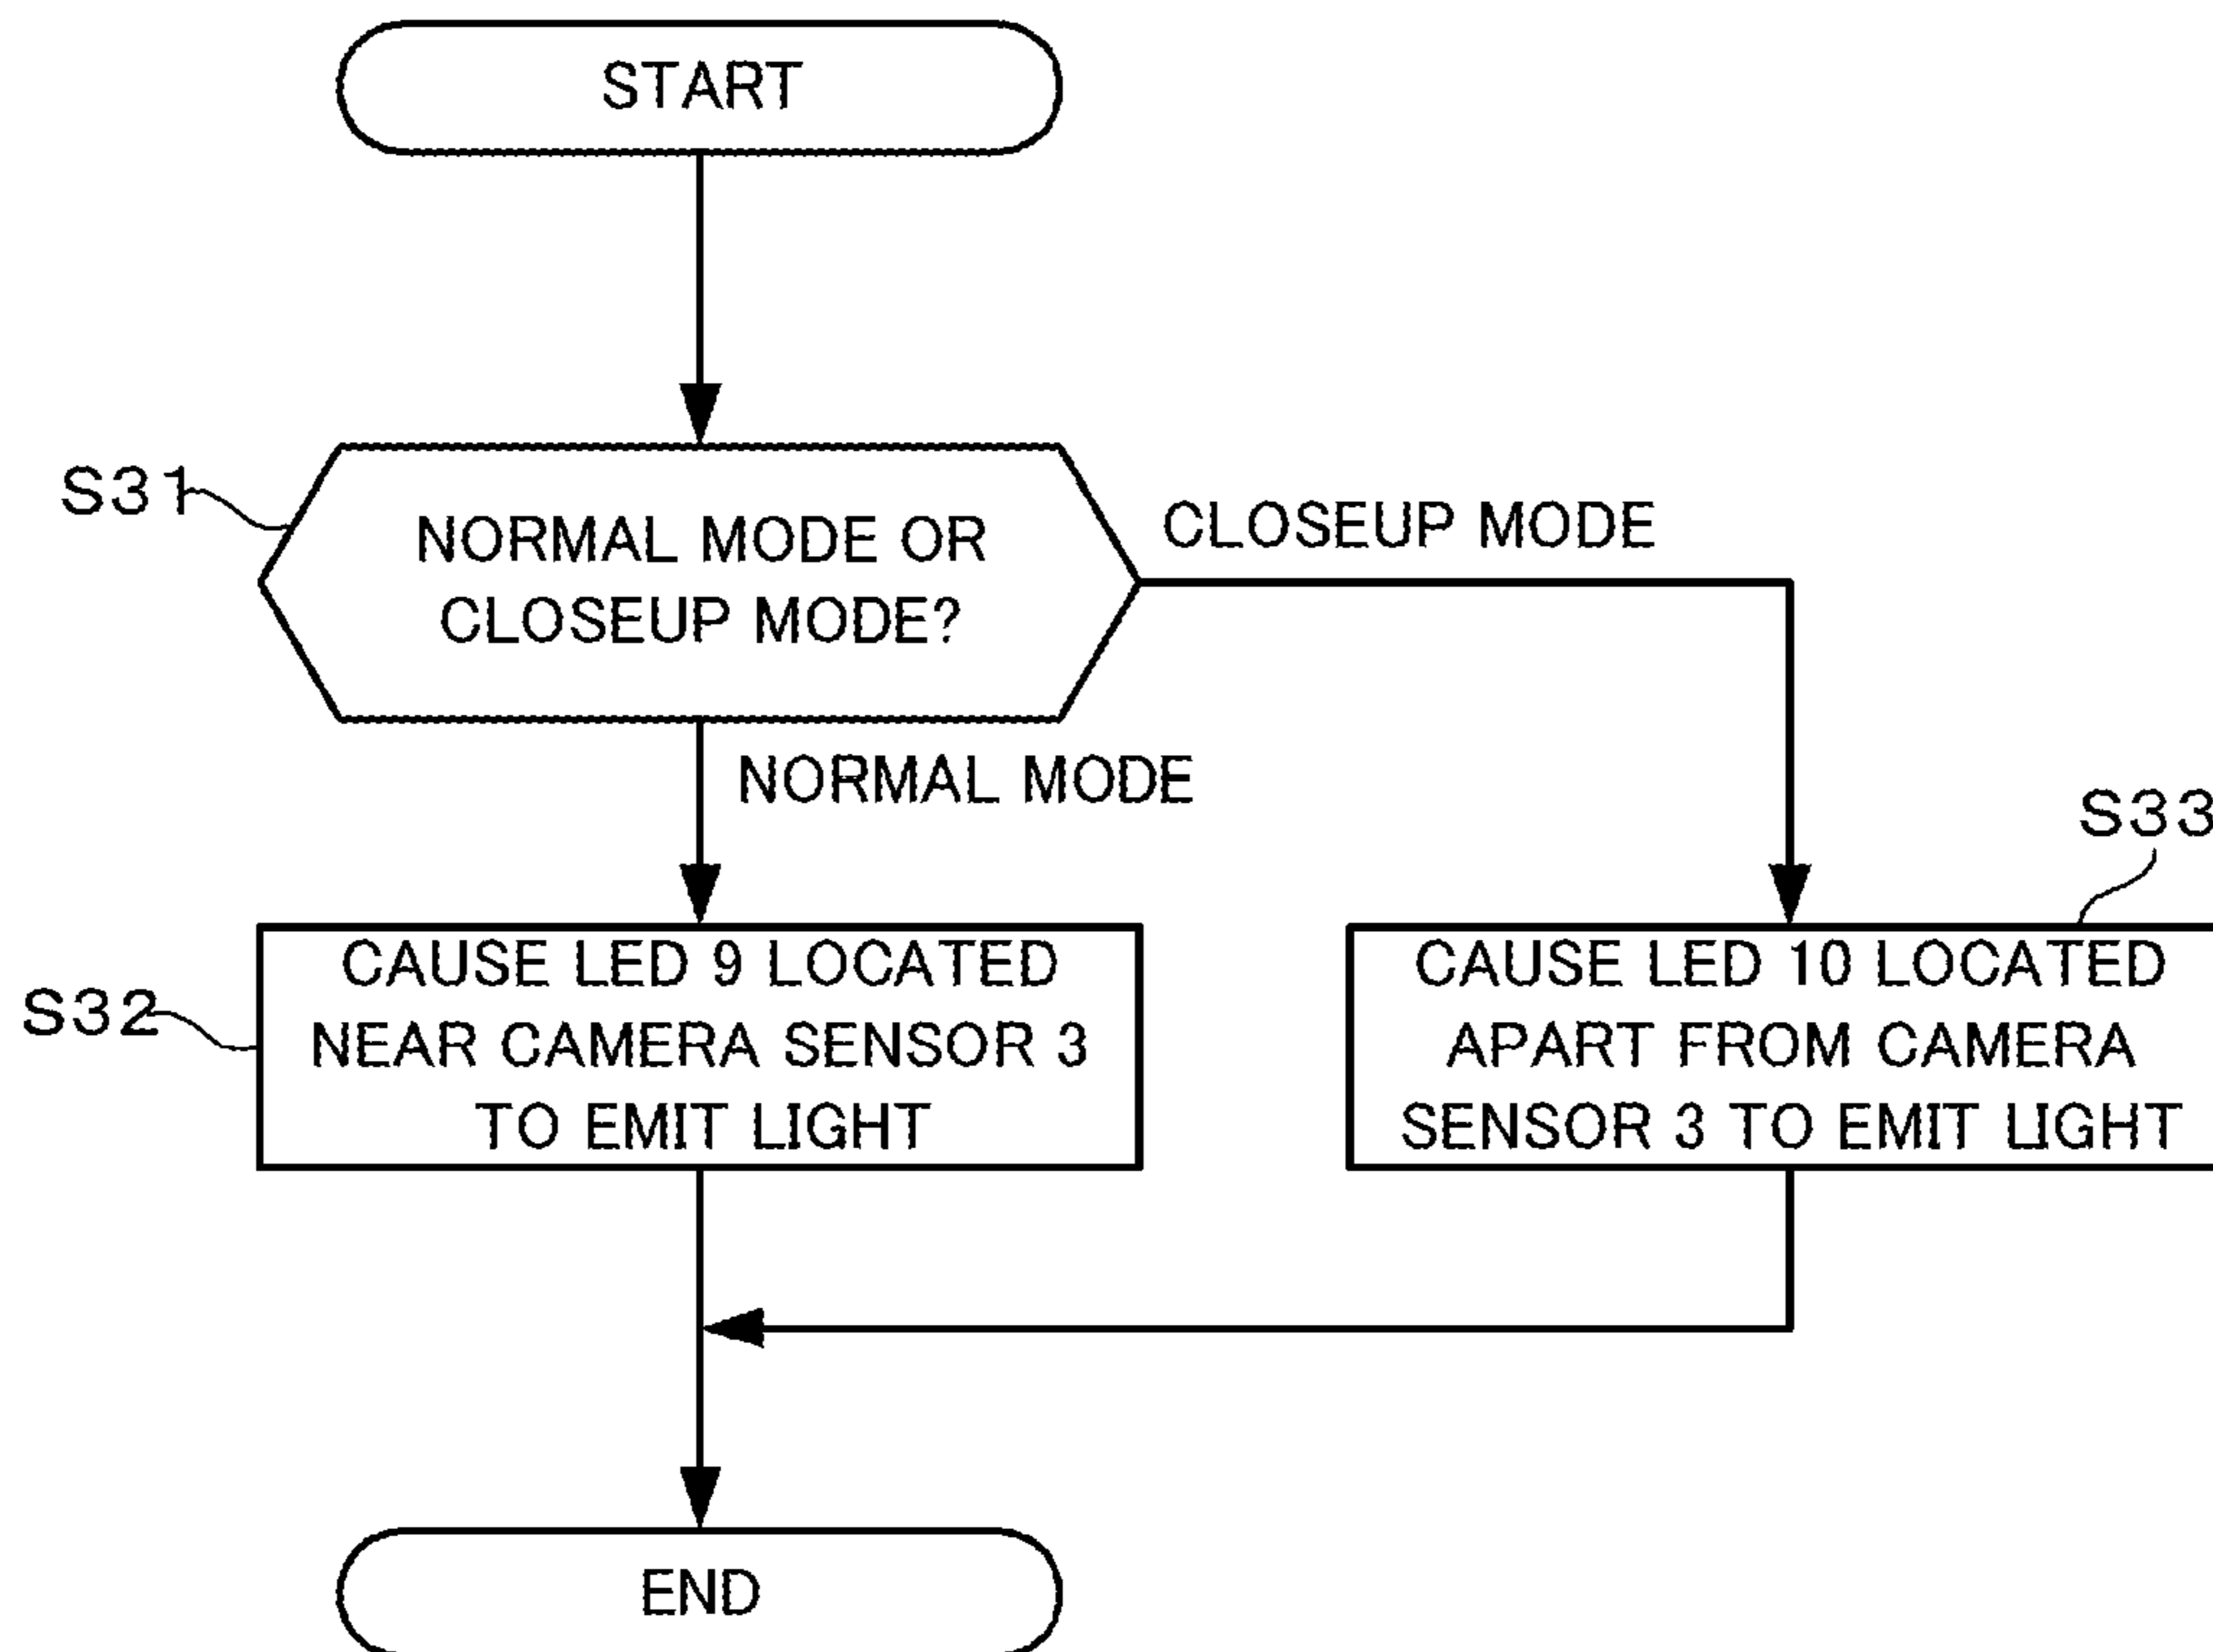 START
S31
NORMAL MODE OR
CLOSEUP MODE?
CLOSEUP MODE
NORMAL MODE
S32
CAUSE LED 9 LOCATED
NEAR CAMERA SENSOR 3
TO EMIT LIGHT
S33
CAUSE LED 10 LOCATED
APART FROM CAMERA
SENSOR 3 TO EMIT LIGHT
END